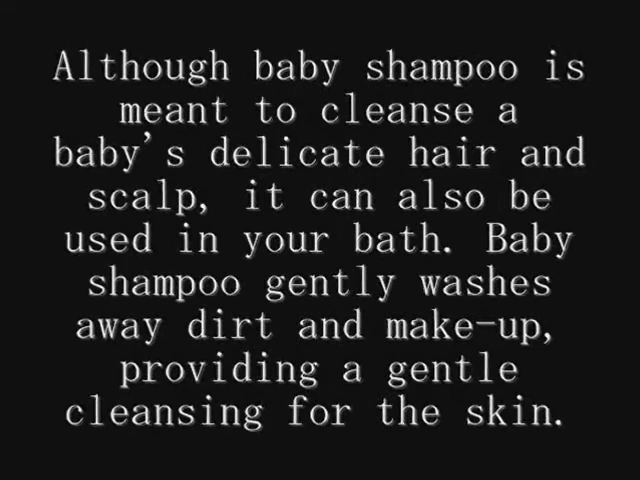 Although baby shampoo is
meant to cleanse a
baby's delicate hair and
scalp, it can also be
used in your bath. Baby
shampoo gently washes
away dirt and make-up,
providing a gentle
cleansing for the skin.